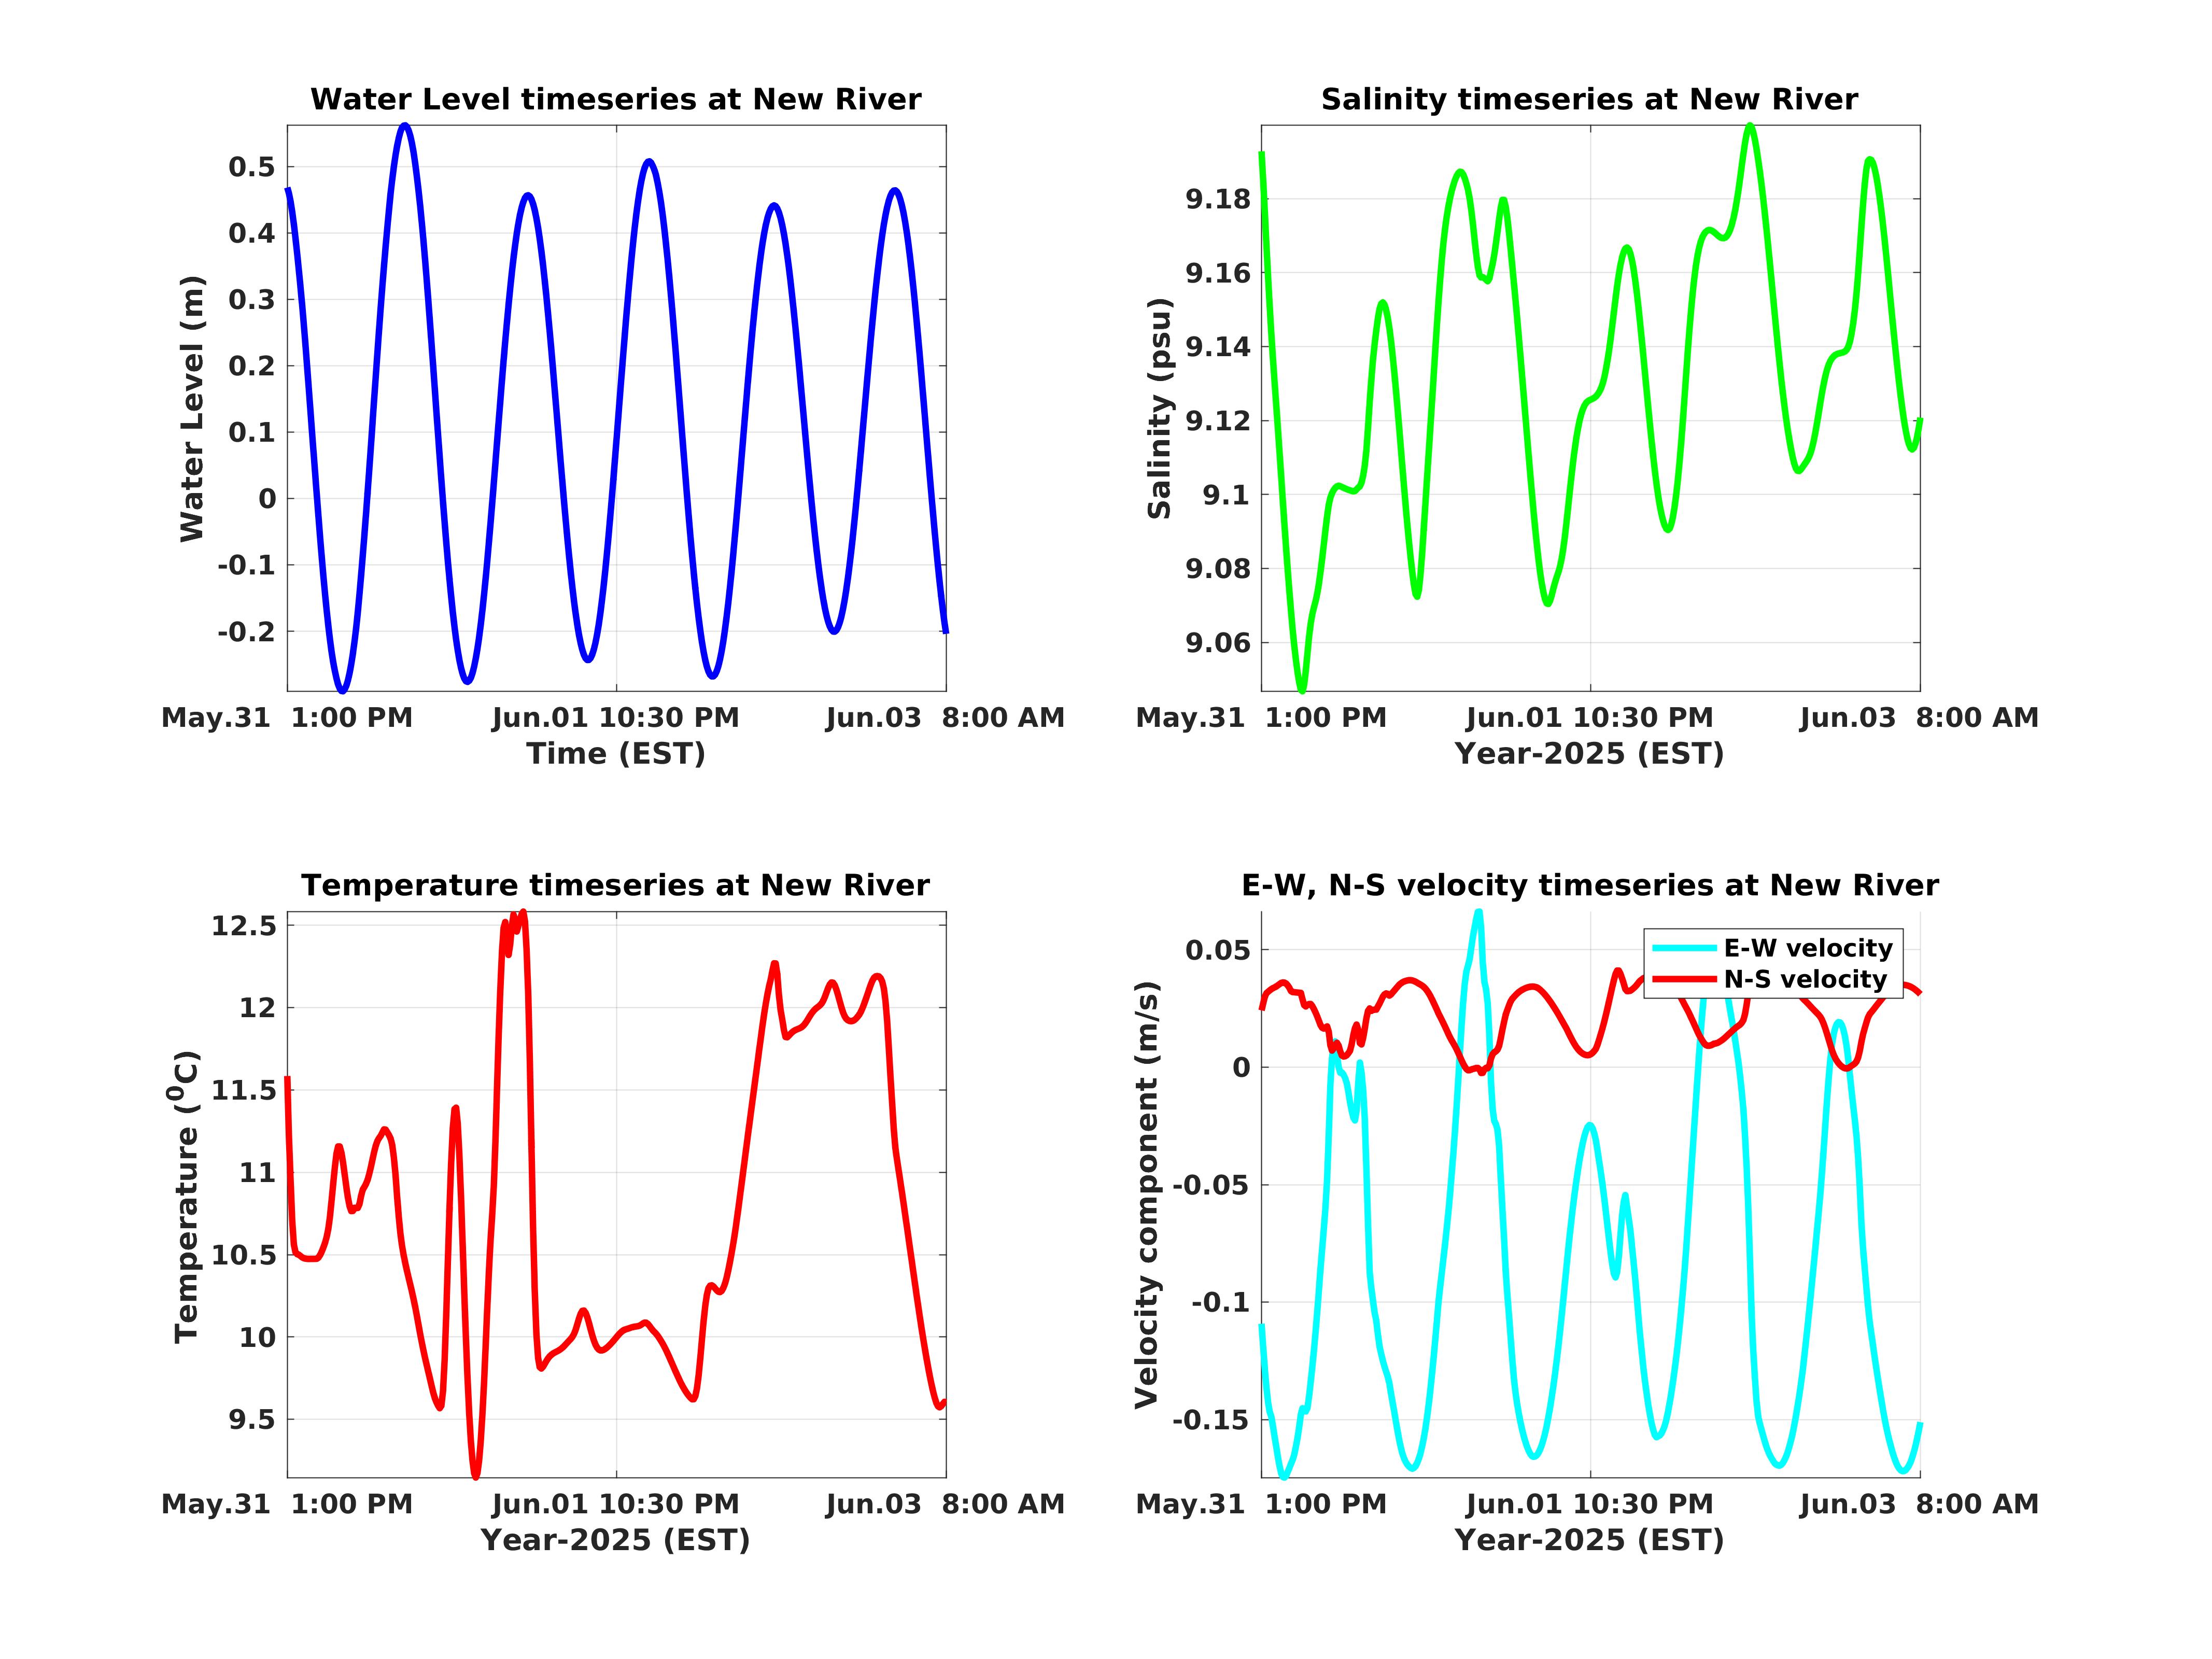 Water Level timeseries at New River
Water Level (m)
0.5
0.4
0.3
0.2
0.1
0
-0.1
-0.2
May.31 1:00 PM
Jun.01 10:30 PM
Jun.03 8:00 AM
Time (EST)
Salinity timeseries at New River
Salinity (psu)
9.18
9.16
9.14
9.12
9.1
9.08
9.06
May.31 1:00 PM
Jun.01 10:30 PM
Jun.03 8:00 AM
Year-2025 (EST)
Temperature timeseries at New River
Temperature (⁰C)
12.5
12
11.5
11
10.5
10
9.5
May.31 1:00 PM
Jun.01 10:30 PM
Jun.03 8:00 AM
Year-2025 (EST)
E-W, N-S velocity timeseries at New River
Velocity component (m/s)
0.05
0
-0.05
-0.1
-0.15
E-W velocity
N-S velocity
May.31 1:00 PM
Jun.01 10:30 PM
Jun.03 8:00 AM
Year-2025 (EST)